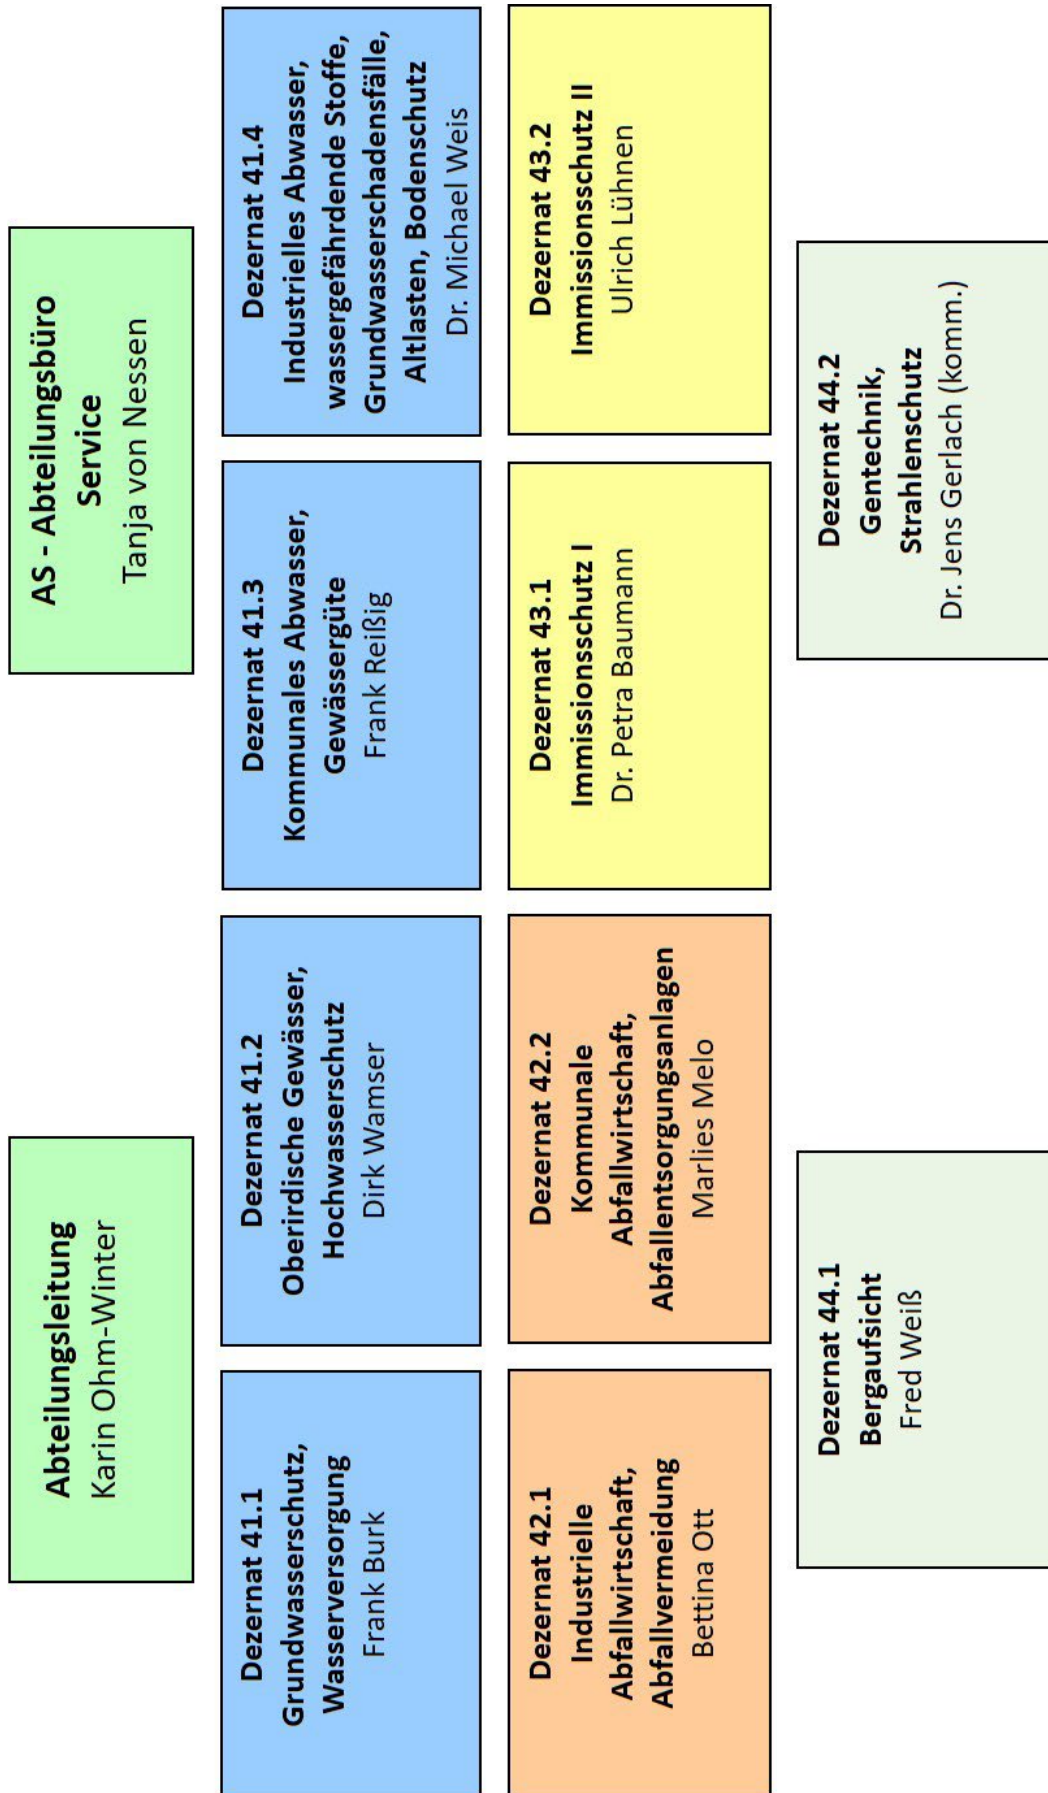 Abteilungsleitung
Karin Ohm-Winter
AS - Abteilungsbüro
Service
Tanja von Nessen
Dezernat 41.1
Grundwasserschutz,
Wasserversorgung
Frank Burk
Dezernat 41.2
Oberirdische Gewässer,
Hochwasserschutz
Dirk Wamser
Dezernat 41.3
Kommunales Abwasser,
Gewässergüte
Frank Reißig
Dezernat 41.4
Industrielles Abwasser,
wassergefährdende Stoffe,
Grundwasserschadensfälle,
Altlasten, Bodenschutz
Dr. Michael Weis
Dezernat 42.1
Industrielle
Abfallwirtschaft,
Abfallvermeidung
Bettina Ott
Dezernat 42.2
Kommunale
Abfallwirtschaft,
Abfallentsorgungsanlagen
Marlies Melo
Dezernat 43.1
Immissionsschutz I
Dr. Petra Baumann
Dezernat 43.2
Immissionsschutz II
Ulrich Lühnen
Dezernat 44.1
Bergaufsicht
Fred Weiß
Dezernat 44.2
Gentechnik,
Strahlenschutz
Dr. Jens Gerlach (komm.)